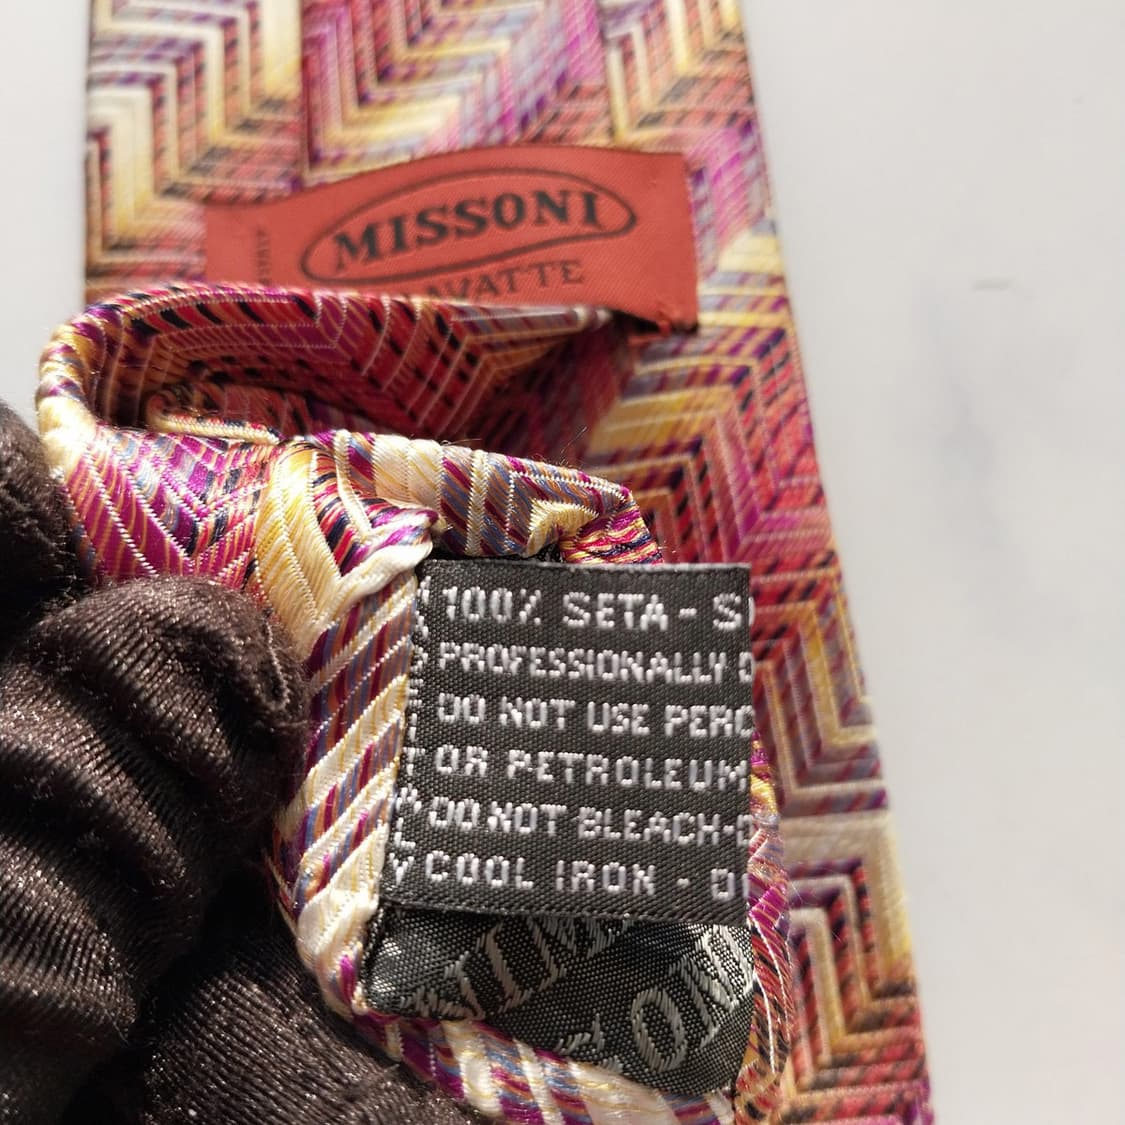 MISSONI
100% SETA - S
PROFESSIONALLY
DO NOT USE PERC
OR PETROLEUM
DO NOT BLEACH -
COOL IRON -